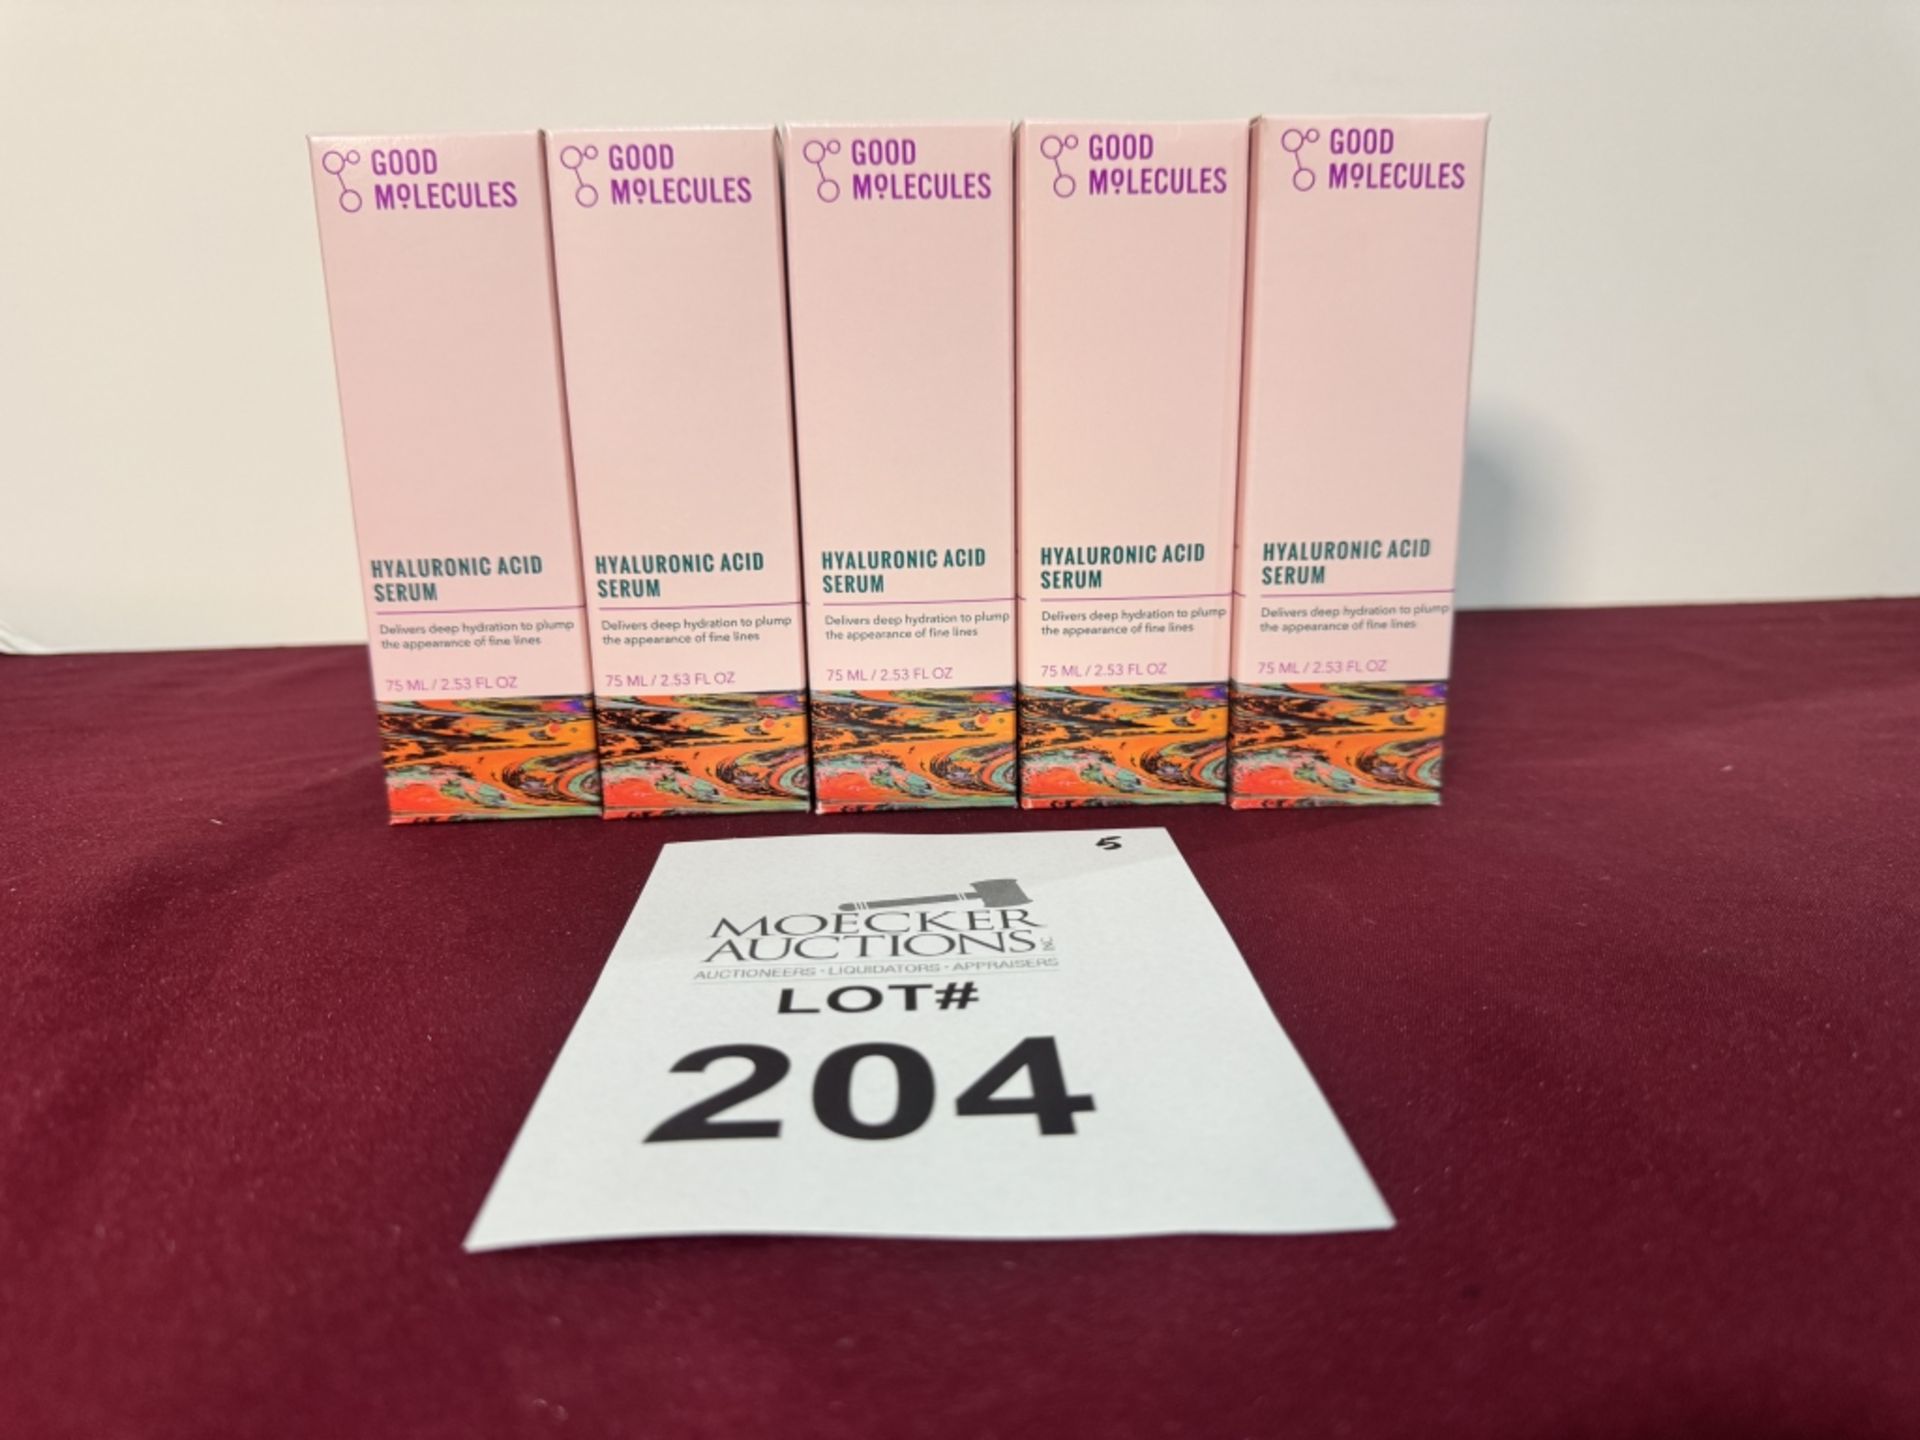 GOOD
MOLECULES
HYALURONIC ACID
SERUM
Delivers deep hydration to plump
the appearance of fine lines
75 ML / 2.53 FL OZ
GOOD
MOLECULES
HYALURONIC ACID
SERUM
Delivers deep hydration to plump
the appearance of fine lines
75 ML / 2.53 FL OZ
GOOD
MOLECULES
HYALURONIC ACID
SERUM
Delivers deep hydration to plump
the appearance of fine lines
75 ML / 2.53 FL OZ
GOOD
MOLECULES
HYALURONIC ACID
SERUM
Delivers deep hydration to plump
the appearance of fine lines
75 ML / 2.53 FL OZ
GOOD
MOLECULES
HYALURONIC ACID
SERUM
Delivers deep hydration to plump
the appearance of fine lines
75 ML / 2.53 FL OZ
5
MOECKER
AUCTIONS INC.
AUCTIONEERS · LIQUIDATORS · APPRAISERS
LOT#
204